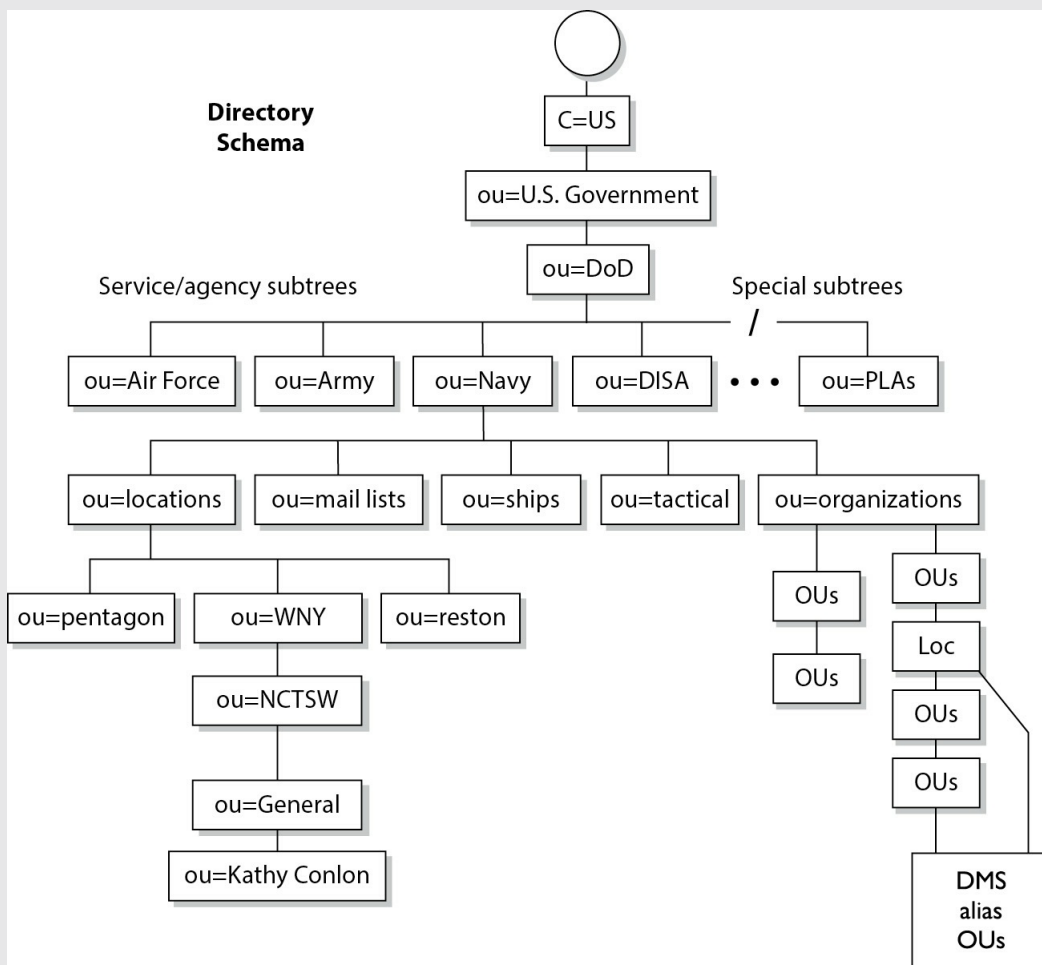 Directory
Schema
C=US
ou=U.S. Government
ou=DoD
Service/agency subtrees
Special subtrees
/
ou=Air Force
ou=Army
ou=Navy
ou=DISA
•••
ou=PLAs
ou=locations
ou=mail lists
ou=ships
ou=tactical
ou=organizations
ou=pentagon
ou=WNY
ou=reston
OUs
OUs
OUs
Loc
OUs
OUs
ou=NCTSW
ou=General
ou=Kathy Conlon
DMS
alias
OUs